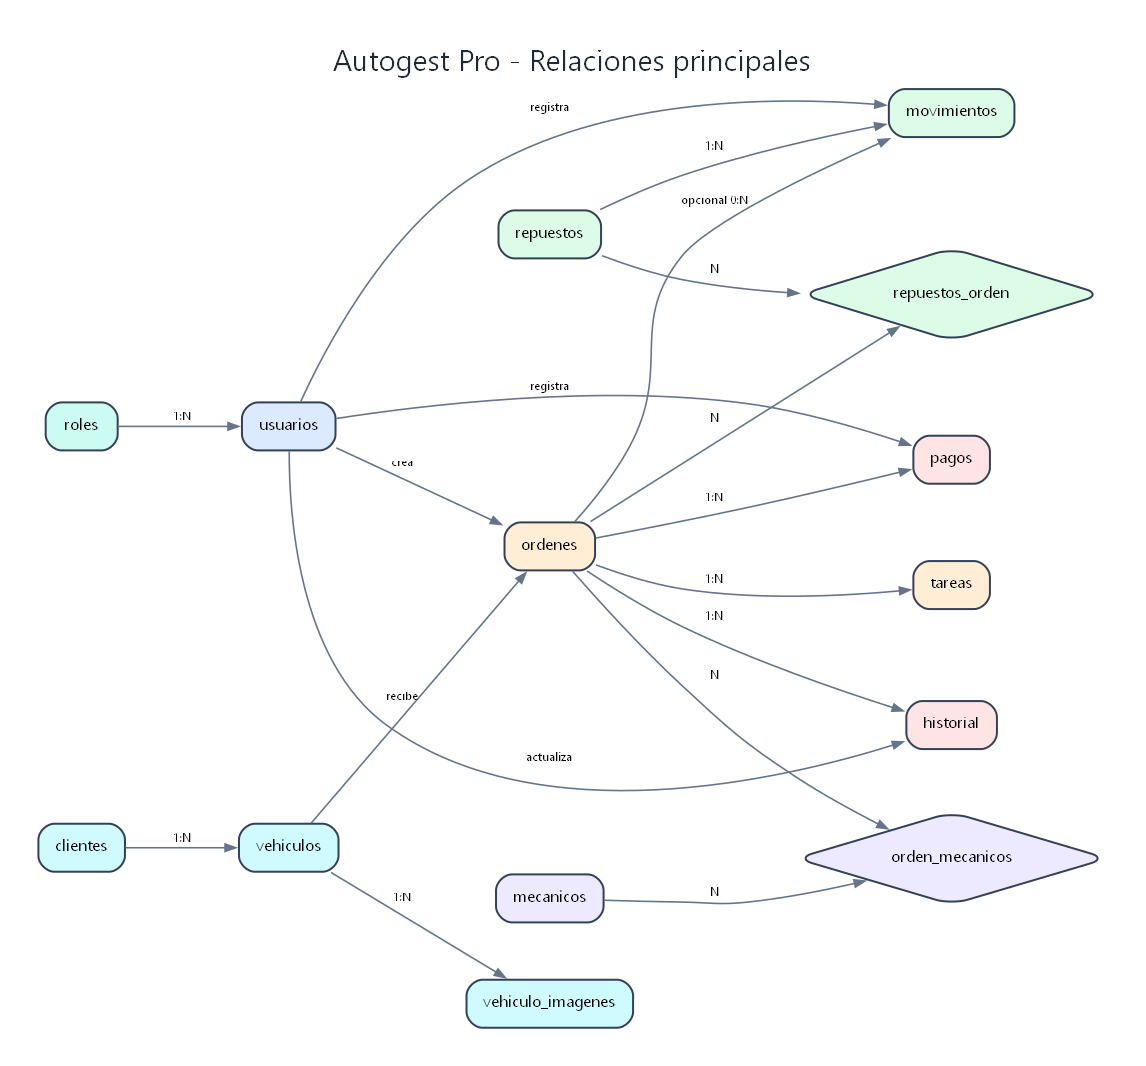 Autogest Pro - Relaciones principales
registra
movimientos
1:N
opcional 0:N
repuestos
N
repuestos_orden
registra
roles
1:N
usuarios
N
pagos
crea
1:N
ordenes
1:N
tareas
1:N
N
recibe
historial
actualiza
clientes
1:N
vehiculos
orden_mecanicos
1:N
mecanicos
N
vehiculo_imagenes